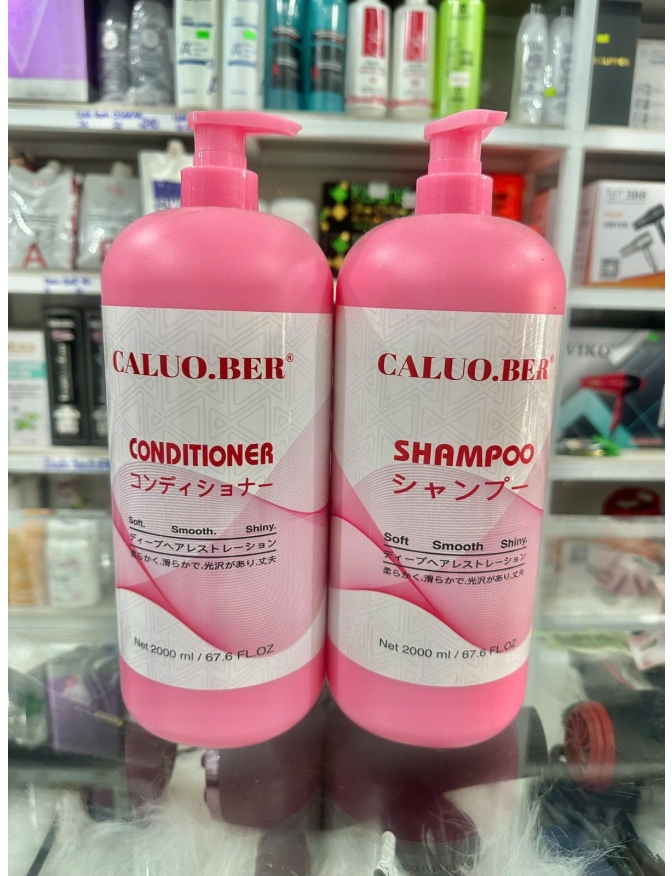 CALUO.BER®
CONDITIONER
コンディショナー
Soft. Smooth. Shiny.
ディープヘアレストレーション
柔らかく.滑らかで.光沢があり.丈夫
Net 2000 ml / 67.6 FL.OZ
CALUO.BER®
SHAMPOO
シャンプー
Soft Smooth Shiny.
ディープヘアレストレーション
柔らかく.滑らかで.光沢があり.丈夫
Net 2000 ml / 67.6 FL.OZ
VIKO